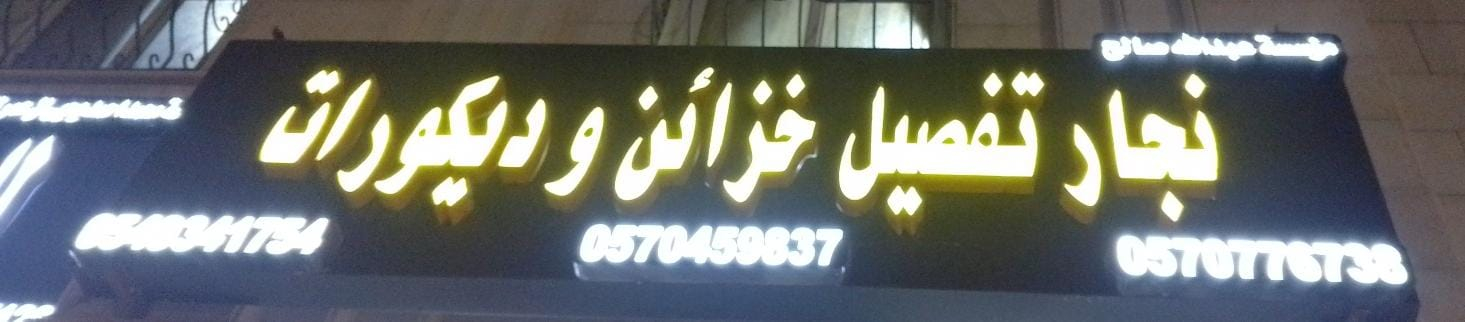 مؤسسة عبدالله صالح
نجار تفصيل خزائن و ديكورات
0570776738
0570459837
0540341754